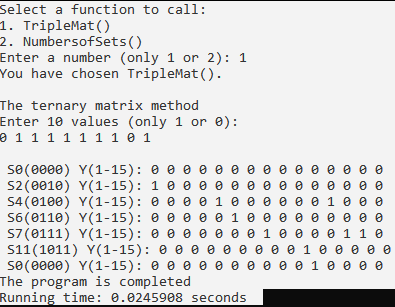 Select a function to call:
1. TripleMat()
2. NumbersofSets()
Enter a number (only 1 or 2): 1
You have chosen TripleMat().
The ternary matrix method
Enter 10 values (only 1 or 0):
0 1 1 1 1 1 1 1 0 1
S0(0000) Y(1-15): 0 0 0 0 0 0 0 0 0 0 0 0 0 0 0
S2(0010) Y(1-15): 1 0 0 0 0 0 0 0 0 0 0 0 0 0 0
S4(0100) Y(1-15): 0 0 0 0 1 0 0 0 0 0 0 1 0 0 0
S6(0110) Y(1-15): 0 0 0 0 0 1 0 0 0 0 0 0 0 0 0
S7(0111) Y(1-15): 0 0 0 0 0 0 0 1 0 0 0 0 1 1 0
S11(1011) Y(1-15): 0 0 0 0 0 0 0 0 0 1 0 0 0 0 0
S0(0000) Y(1-15): 0 0 0 0 0 0 0 0 0 0 1 0 0 0 0
The program is completed
Running time: 0.0245908 seconds